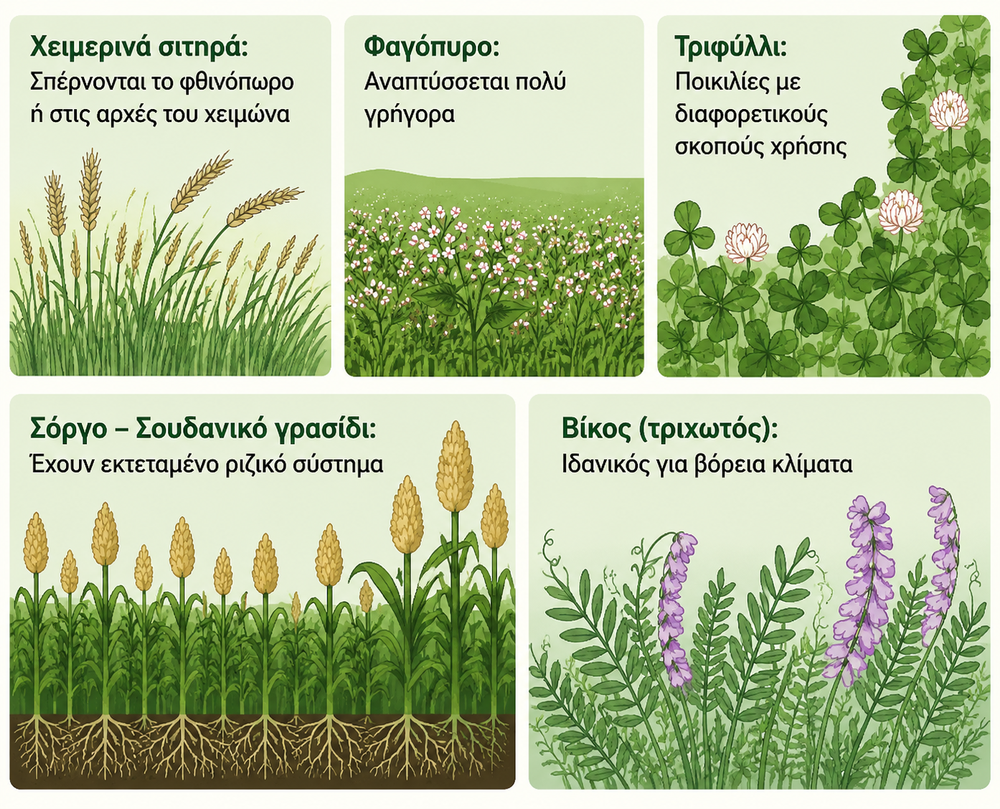 Χειμερινά σιτηρά:
Σπέρνονται το φθινόπωρο
ή στις αρχές του χειμώνα
Φαγόπυρο:
Αναπτύσσεται πολύ
γρήγορα
Τριφύλλι:
Ποικιλίες με
διαφορετικούς
σκοπούς χρήσης
Σόργο – Σουδανικό γρασίδι:
Έχουν εκτεταμένο ριζικό σύστημα
Βίκος (τριχωτός):
Ιδανικός για βόρεια κλίματα